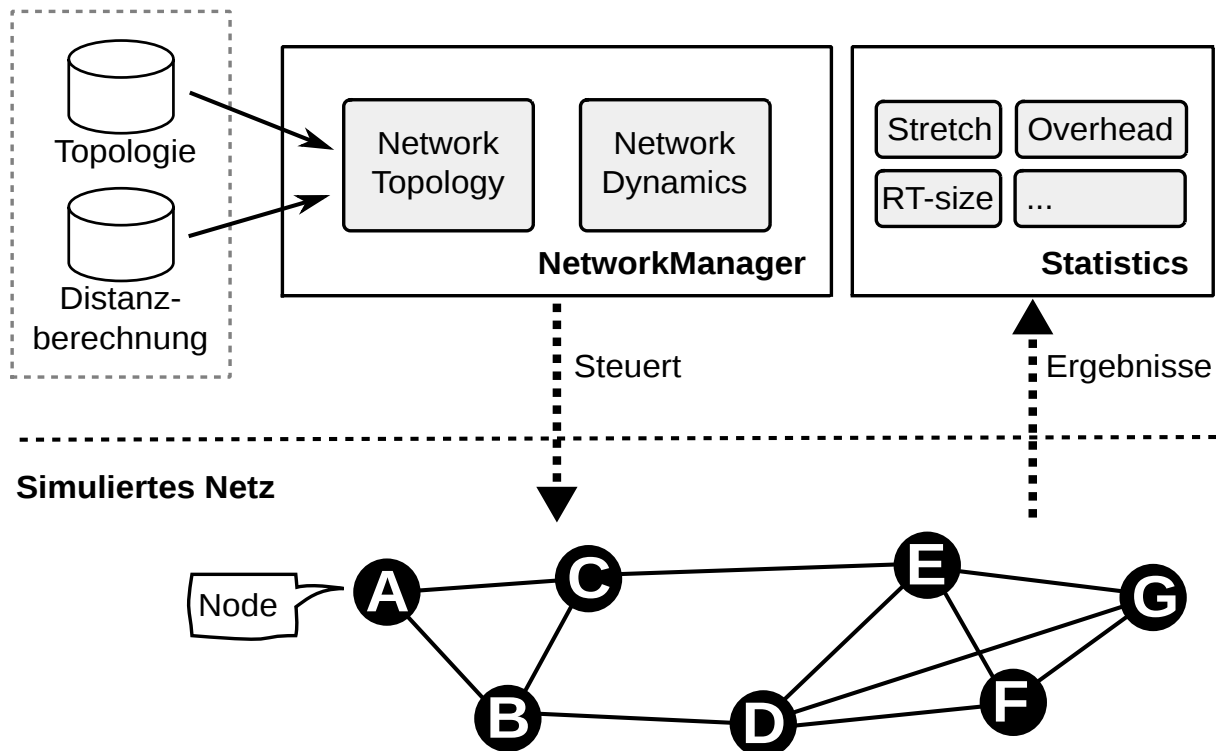 Topologie
Distanz-
berechnung
Network
Topology
Network
Dynamics
NetworkManager
Stretch
Overhead
RT-size
...
Statistics
Steuert
Ergebnisse
Simuliertes Netz
Node
A
C
E
G
B
D
F